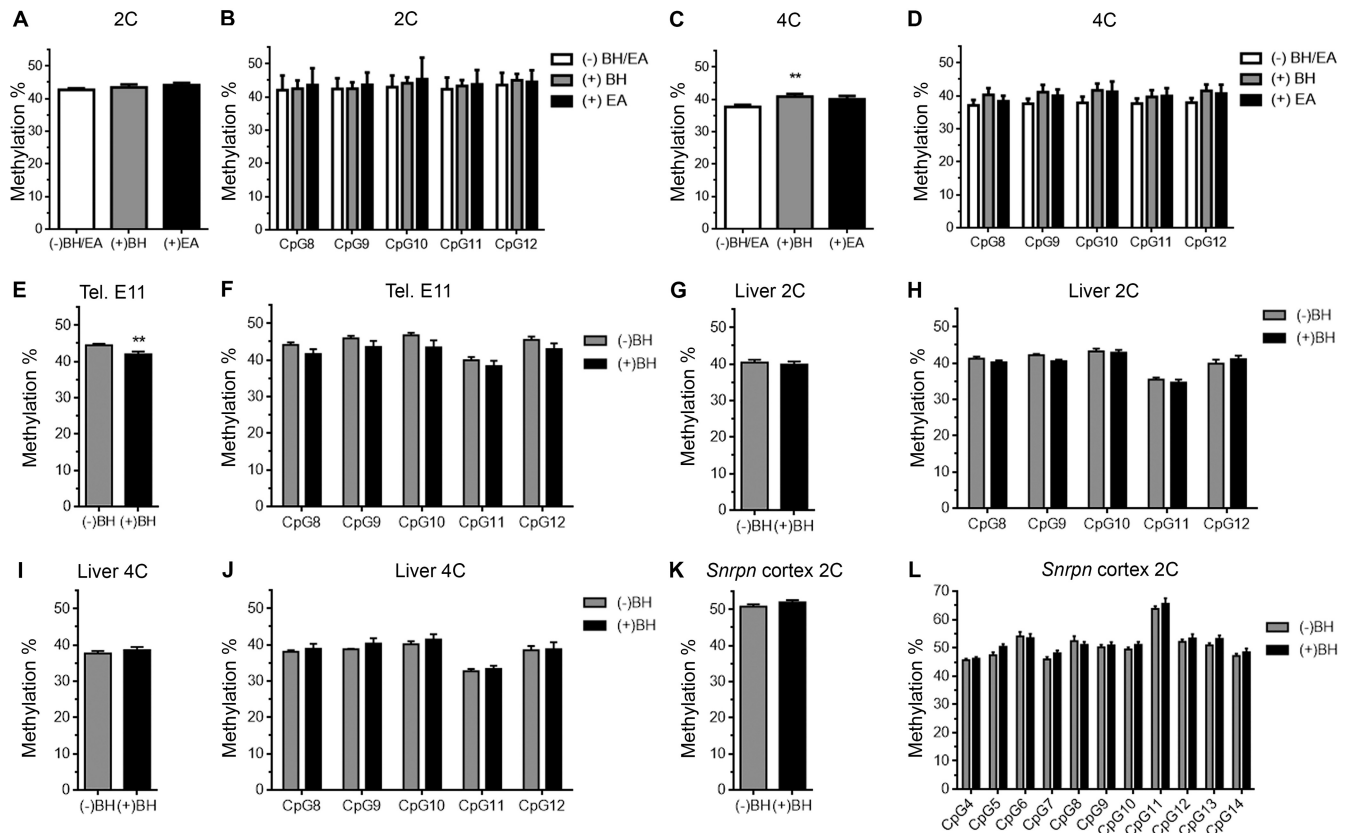 A 2C
Methylation %
50
40
30
20
10
0
(-)BH/EA (+)BH (+)EA
B 2C
Methylation %
50
40
30
20
10
0
CpG8 CpG9 CpG10 CpG11 CpG12
(-) BH/EA
(+) BH
(+) EA
C 4C
Methylation %
50
40
30
20
10
0
**
(-)BH/EA (+)BH (+)EA
D 4C
Methylation %
50
40
30
20
10
0
CpG8 CpG9 CpG10 CpG11 CpG12
(-) BH/EA
(+) BH
(+) EA
E Tel. E11
Methylation %
50
40
30
20
10
0
**
(-)BH (+)BH
F Tel. E11
Methylation %
50
40
30
20
10
0
CpG8 CpG9 CpG10 CpG11 CpG12
(-)BH
(+)BH
G Liver 2C
Methylation %
50
40
30
20
10
0
(-)BH (+)BH
H Liver 2C
Methylation %
50
40
30
20
10
0
CpG8 CpG9 CpG10 CpG11 CpG12
(-)BH
(+)BH
I Liver 4C
Methylation %
50
40
30
20
10
0
(-)BH (+)BH
J Liver 4C
Methylation %
50
40
30
20
10
0
CpG8 CpG9 CpG10 CpG11 CpG12
(-)BH
(+)BH
K Snrpn cortex 2C
Methylation %
50
40
30
20
10
0
(-)BH (+)BH
L Snrpn cortex 2C
Methylation %
70
60
50
40
30
20
10
0
CpG4 CpG5 CpG6 CpG7 CpG8 CpG9 CpG10 CpG11 CpG12 CpG13 CpG14
(-)BH
(+)BH